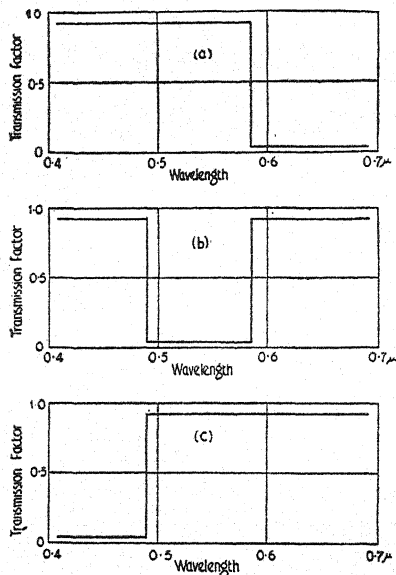 1.0
(a)
0.5
Transmission Factor
0
0.4 0.5 0.6 0.7μ
Wavelength
1.0
(b)
0.5
Transmission Factor
0
0.4 0.5 0.6 0.7μ
Wavelength
1.0
(c)
0.5
Transmission Factor
0
0.4 0.5 0.6 0.7μ
Wavelength